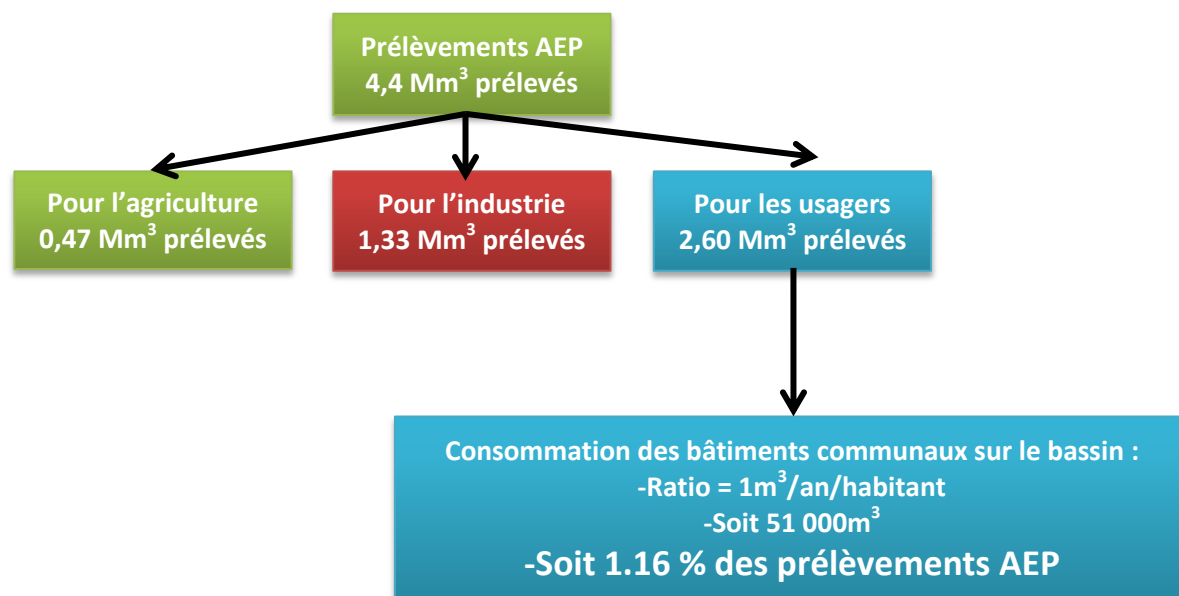 Prélèvements AEP
4,4 Mm³ prélevés
Pour l’agriculture
0,47 Mm³ prélevés
Pour l’industrie
1,33 Mm³ prélevés
Pour les usagers
2,60 Mm³ prélevés
Consommation des bâtiments communaux sur le bassin :
-Ratio = 1m³/an/habitant
-Soit 51 000m³
-Soit 1.16 % des prélèvements AEP